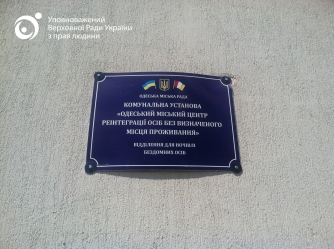 Уповноважений
Верховної Ради України
з прав людини
ОДЕСЬКА МІСЬКА РАДА
КОМУНАЛЬНА УСТАНОВА
«ОДЕСЬКИЙ МІСЬКИЙ ЦЕНТР
РЕІНТЕГРАЦІЇ ОСІБ БЕЗ ВИЗНАЧЕНОГО
МІСЦЯ ПРОЖИВАННЯ»
ВІДДІЛЕННЯ ДЛЯ НОЧІВЛІ
БЕЗДОМНИХ ОСІБ